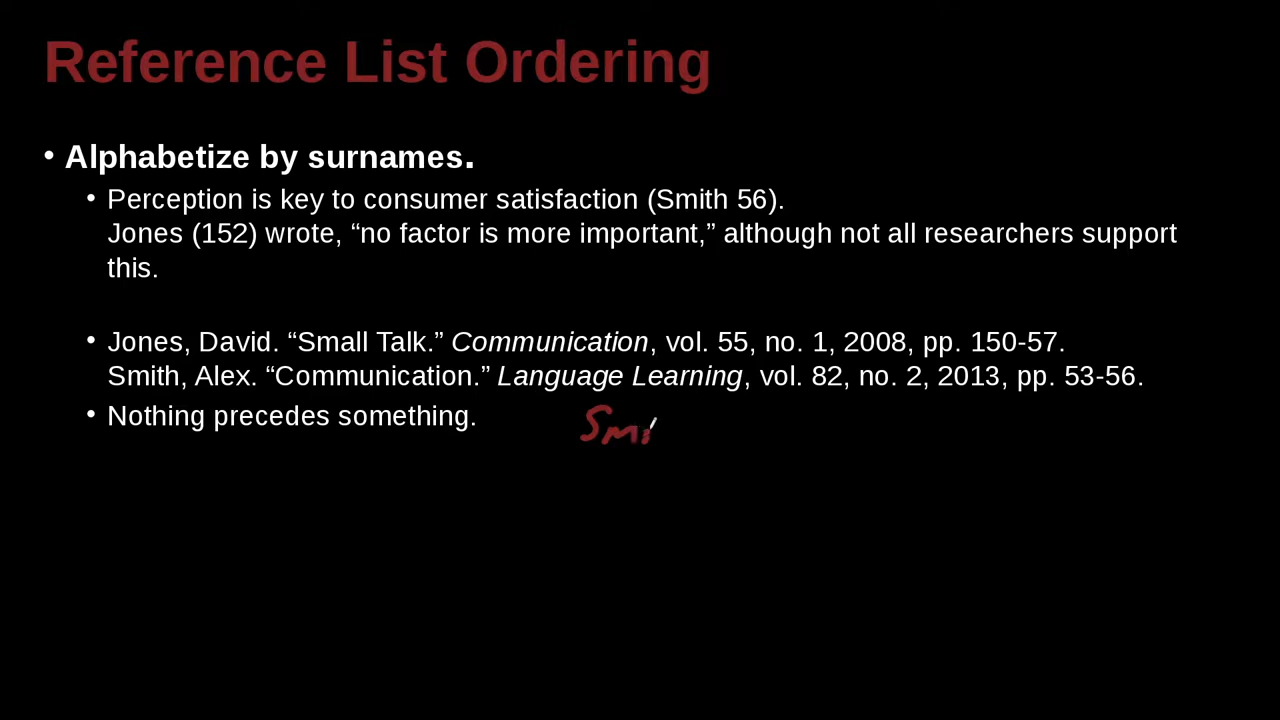 Reference List Ordering
• Alphabetize by surnames.
• Perception is key to consumer satisfaction (Smith 56).
Jones (152) wrote, “no factor is more important,” although not all researchers support
this.
• Jones, David. “Small Talk.” Communication, vol. 55, no. 1, 2008, pp. 150-57.
Smith, Alex. “Communication.” Language Learning, vol. 82, no. 2, 2013, pp. 53-56.
• Nothing precedes something.
Smi